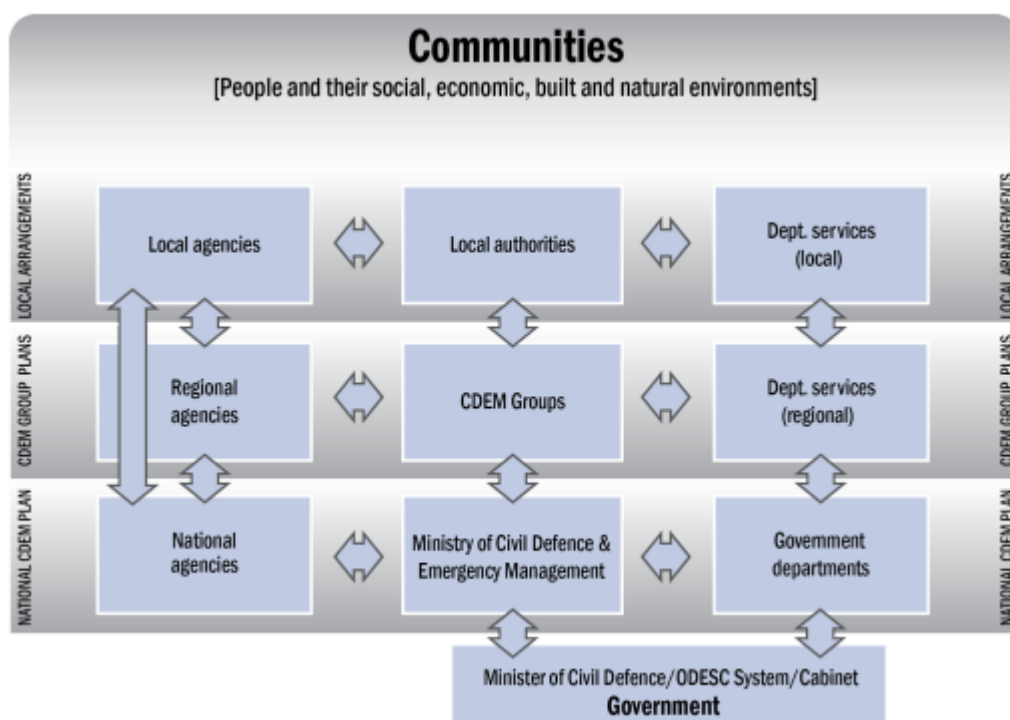 Communities
[People and their social, economic, built and natural environments]
LOCAL ARRANGEMENTS
Local agencies
Local authorities
Dept. services
(local)
LOCAL ARRANGEMENTS
CDEM GROUP PLANS
Regional
agencies
CDEM Groups
Dept. services
(regional)
CDEM GROUP PLANS
NATIONAL CDEM PLAN
National
agencies
Ministry of Civil Defence &
Emergency Management
Government
departments
NATIONAL CDEM PLAN
Minister of Civil Defence/ODESC System/Cabinet
Government